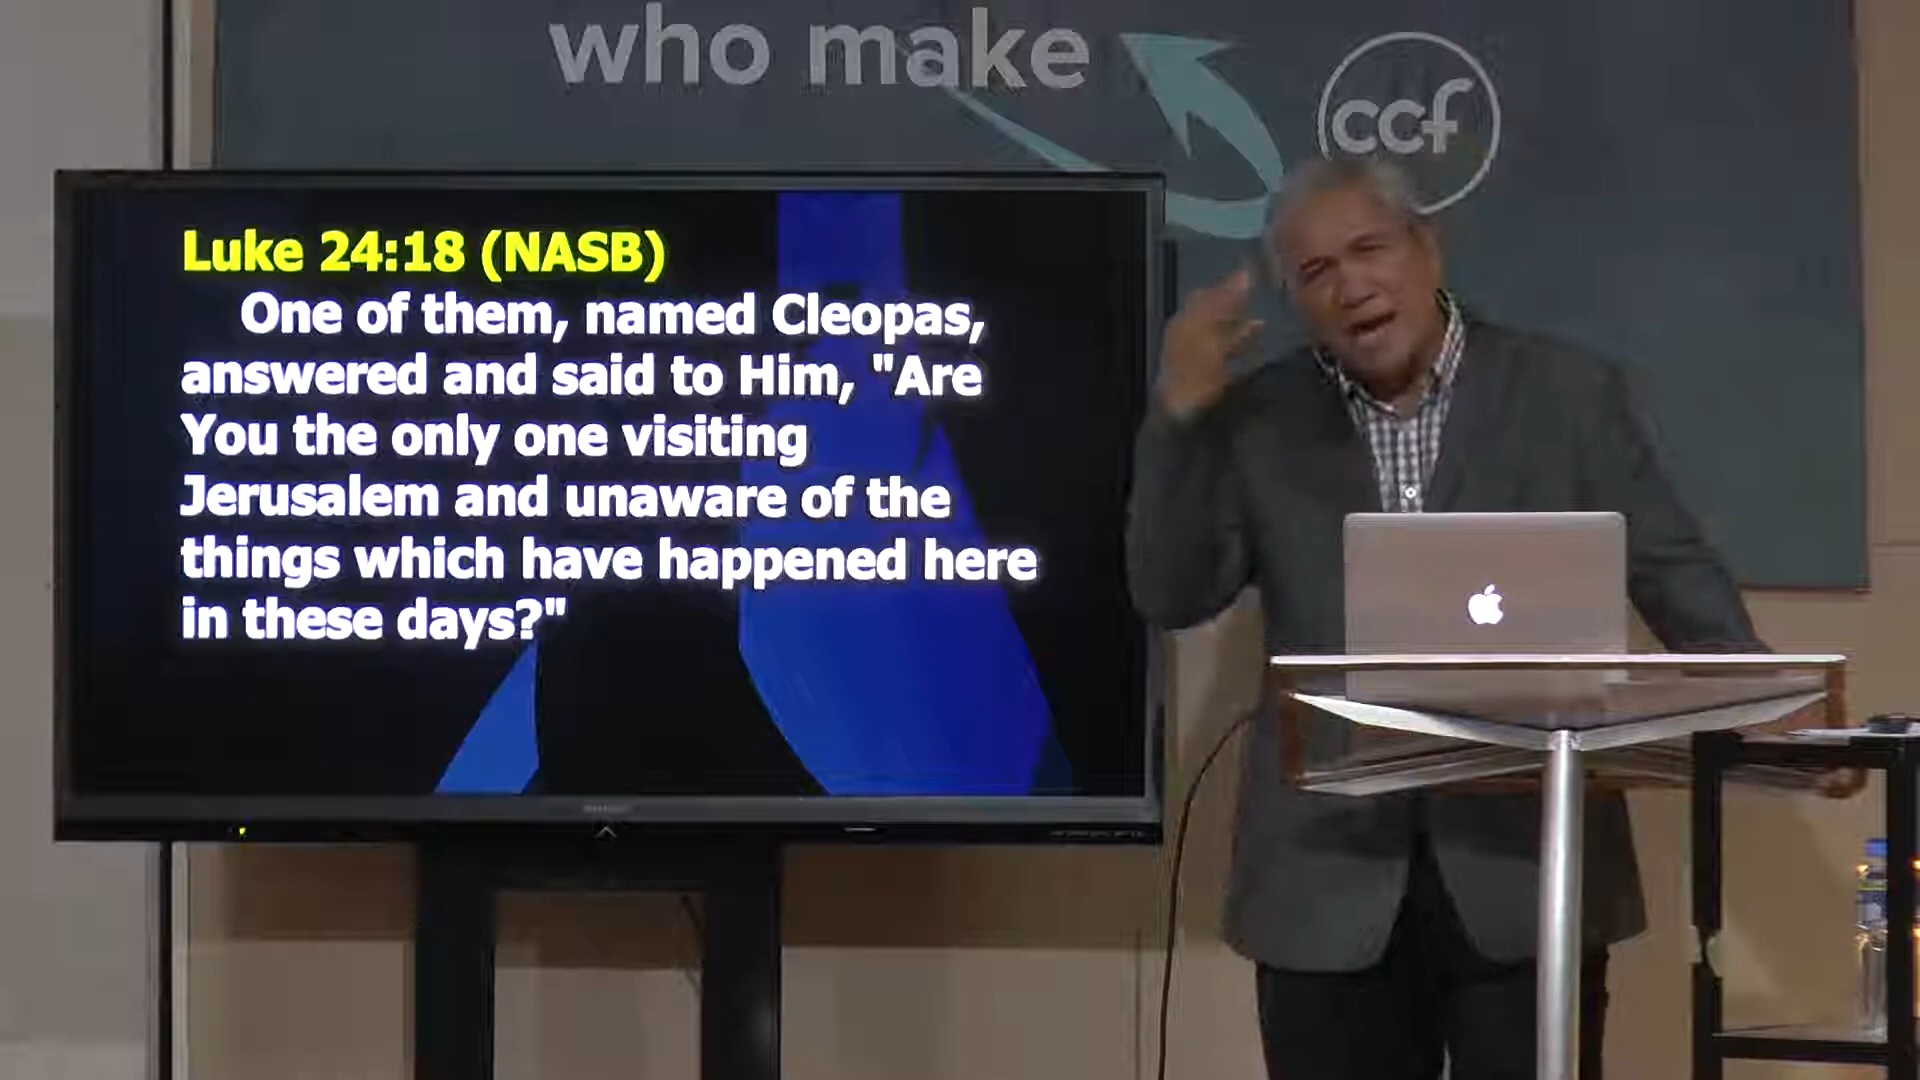 who make
ccf
Luke 24:18 (NASB)
One of them, named Cleopas,
answered and said to Him, "Are
You the only one visiting
Jerusalem and unaware of the
things which have happened here
in these days?"